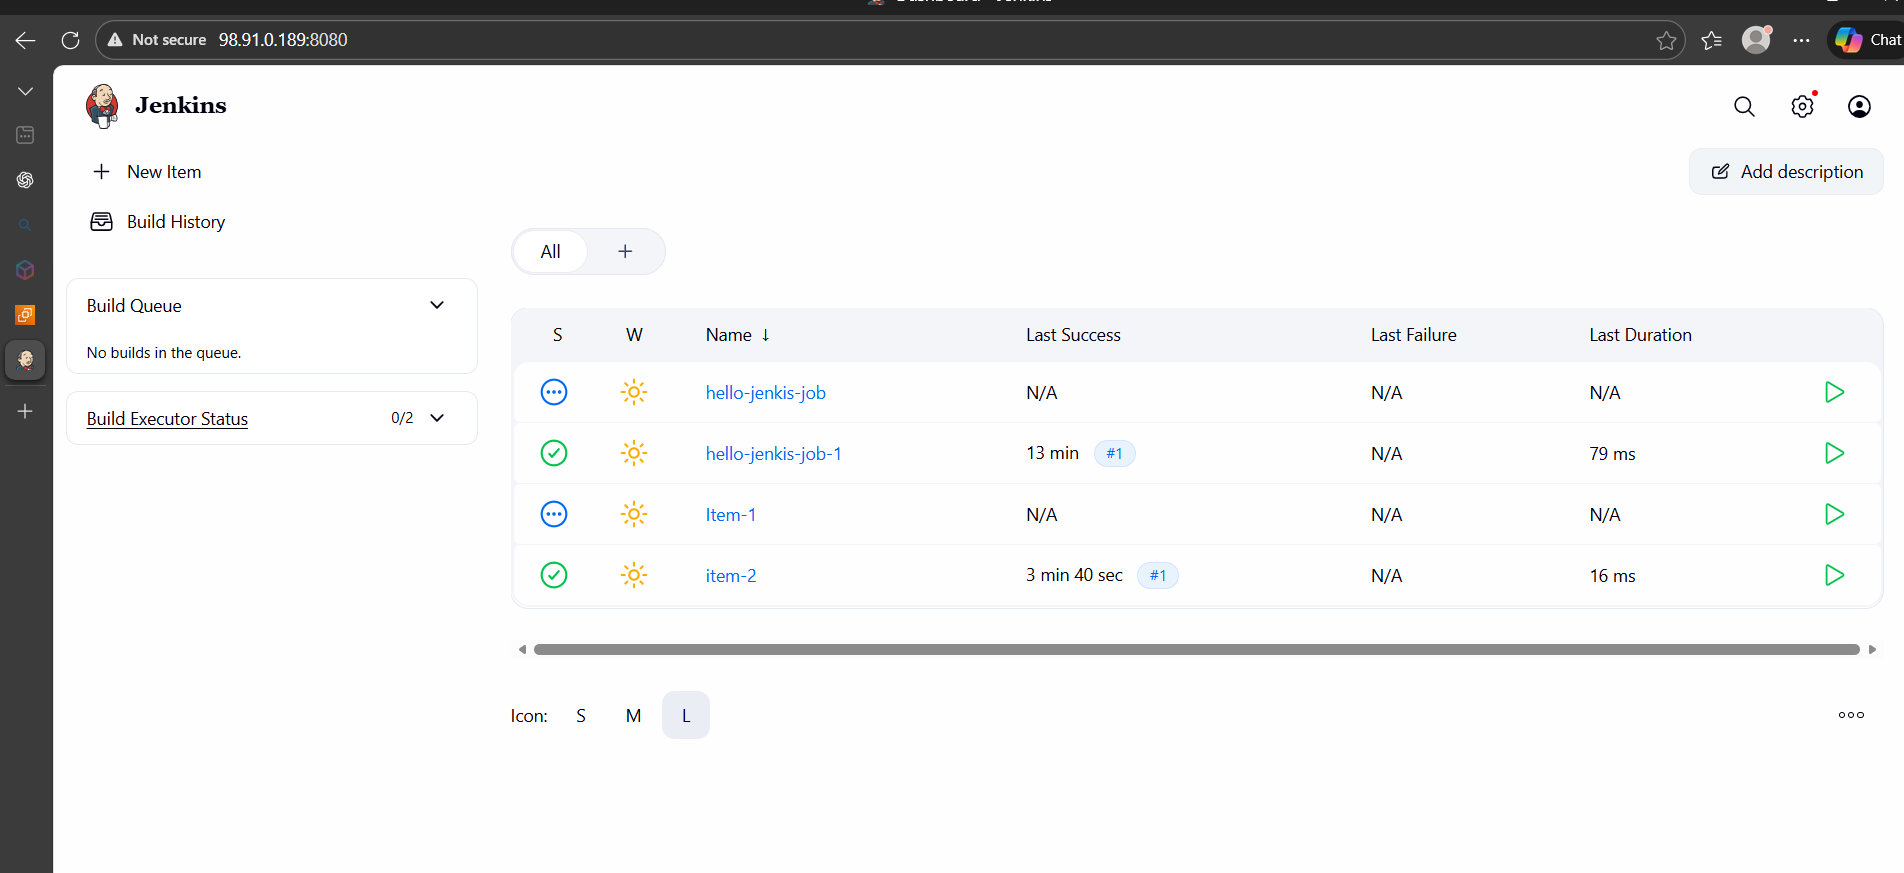 Not secure 98.91.0.189:8080
Chat
Jenkins
New Item
Add description
Build History
All +
Build Queue
No builds in the queue.
Build Executor Status 0/2
S W Name ↓ Last Success Last Failure Last Duration
hello-jenkis-job N/A N/A N/A
hello-jenkis-job-1 13 min #1 N/A 79 ms
Item-1 N/A N/A N/A
item-2 3 min 40 sec #1 N/A 16 ms
Icon: S M L